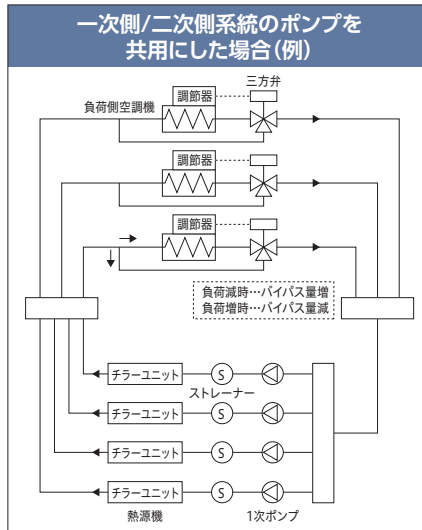 一次側/二次側系統のポンプを
共用にした場合(例)
三方弁
調節器
負荷側空調機
調節器
調節器
負荷減時…バイパス量増
負荷増時…バイパス量減
チラーユニット
S
ストレーナー
チラーユニット
S
チラーユニット
S
チラーユニット
S
熱源機
1次ポンプ